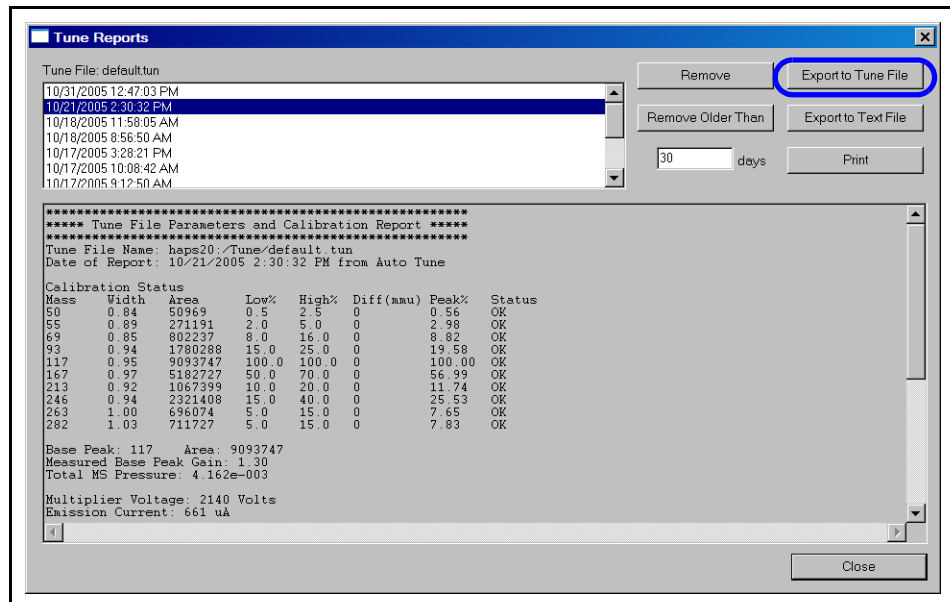 Tune Reports
Tune File: default.tun
10/31/2005 12:47:03 PM
10/21/2005 2:30:32 PM
10/18/2005 11:58:05 AM
10/18/2005 8:56:50 AM
10/17/2005 3:28:21 PM
10/17/2005 10:08:42 AM
10/17/2005 9:12:50 AM
Remove
Export to Tune File
Remove Older Than
Export to Text File
30 days
Print
*******************************************************
***** Tune File Parameters and Calibration Report *****
*******************************************************
Tune File Name: haps20:/Tune/default.tun
Date of Report: 10/21/2005 2:30:32 PM from Auto Tune
Calibration Status
Mass Width Area Low% High% Diff(mmu) Peak% Status
50 0.84 50969 0.5 2.5 0 0.56 OK
55 0.89 271191 2.0 5.0 0 2.98 OK
69 0.85 802237 8.0 16.0 0 8.82 OK
93 0.94 1780288 15.0 25.0 0 19.58 OK
117 0.95 9093747 100.0 100.0 0 100.00 OK
167 0.97 5182727 50.0 70.0 0 56.99 OK
213 0.92 1067399 10.0 20.0 0 11.74 OK
246 0.94 2321408 15.0 40.0 0 25.53 OK
263 1.00 696074 5.0 15.0 0 7.65 OK
282 1.03 711727 5.0 15.0 0 7.83 OK
Base Peak: 117 Area: 9093747
Measured Base Peak Gain: 1.30
Total MS Pressure: 4.162e-003
Multiplier Voltage: 2140 Volts
Emission Current: 661 uA
Close